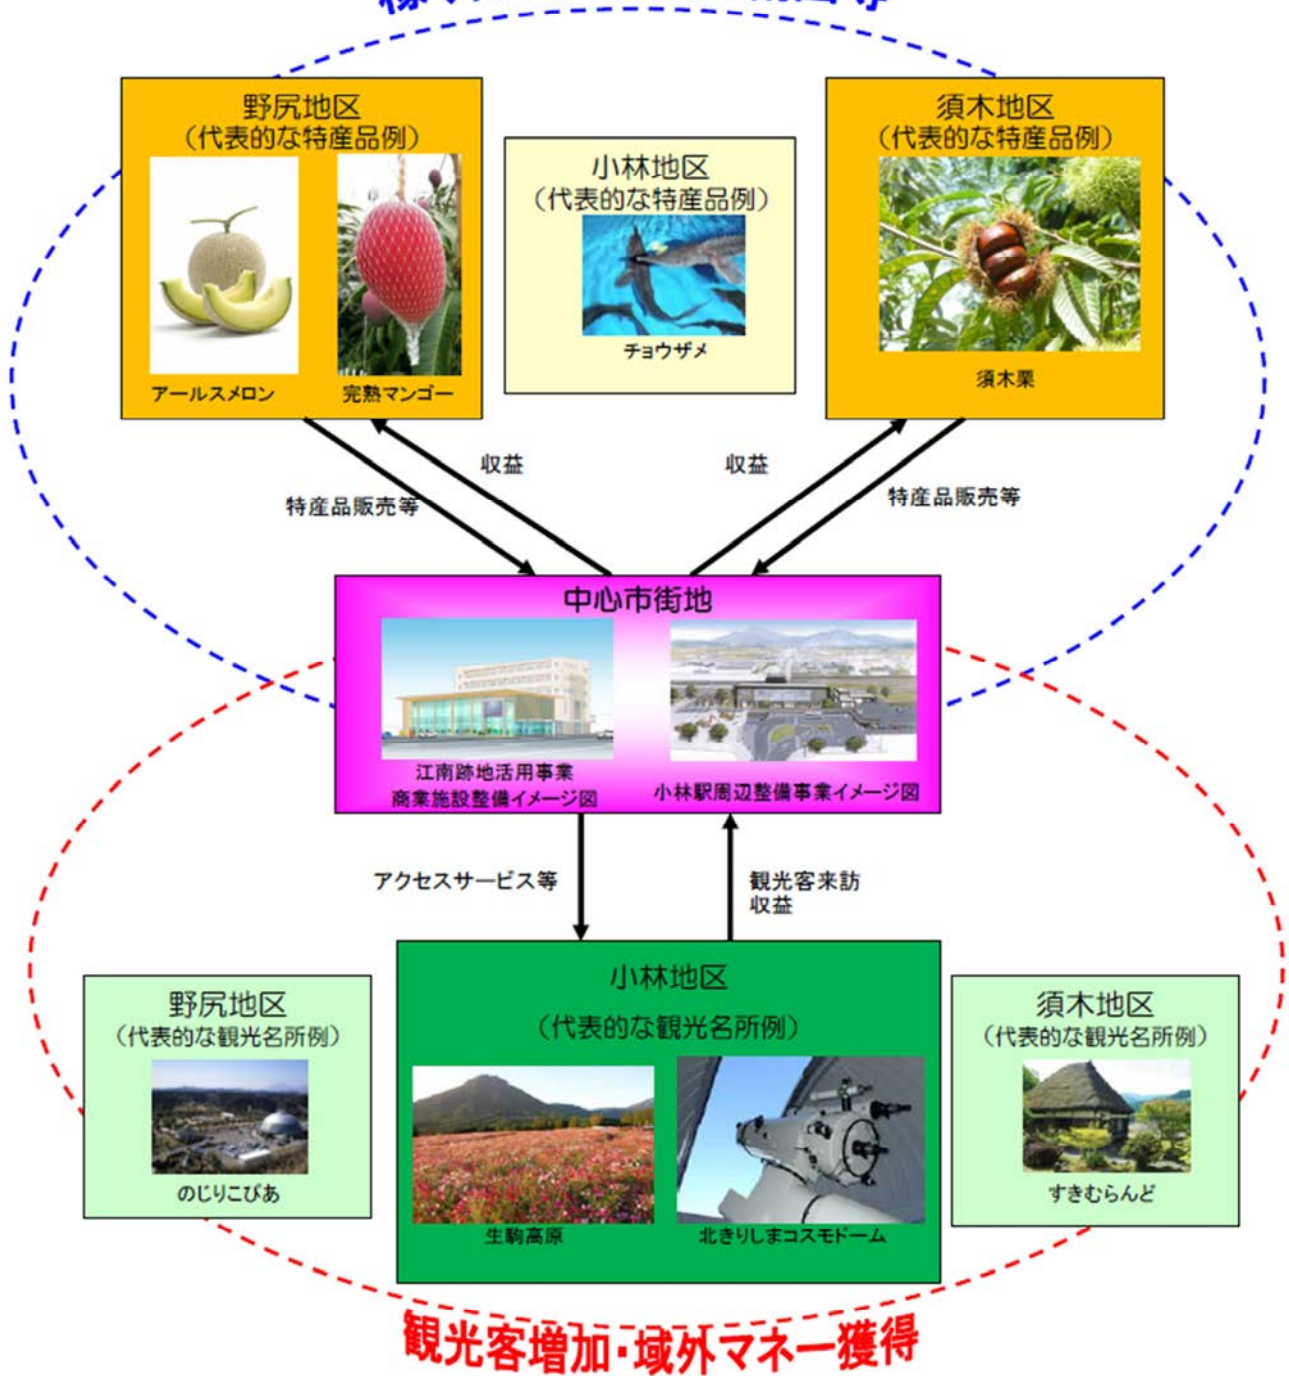 野尻地区
（代表的な特産品例）
アールスメロン
完熟マンゴー
小林地区
（代表的な特産品例）
チョウザメ
須木地区
（代表的な特産品例）
須木栗
収益
特産品販売等
収益
特産品販売等
中心市街地
江南跡地活用事業
商業施設整備イメージ図
小林駅周辺整備事業イメージ図
アクセスサービス等
観光客来訪
収益
野尻地区
（代表的な観光名所例）
のじりこぴあ
小林地区
（代表的な観光名所例）
生駒高原
北きりしまコスモドーム
須木地区
（代表的な観光名所例）
すきむらんど
観光客増加・域外マネー獲得